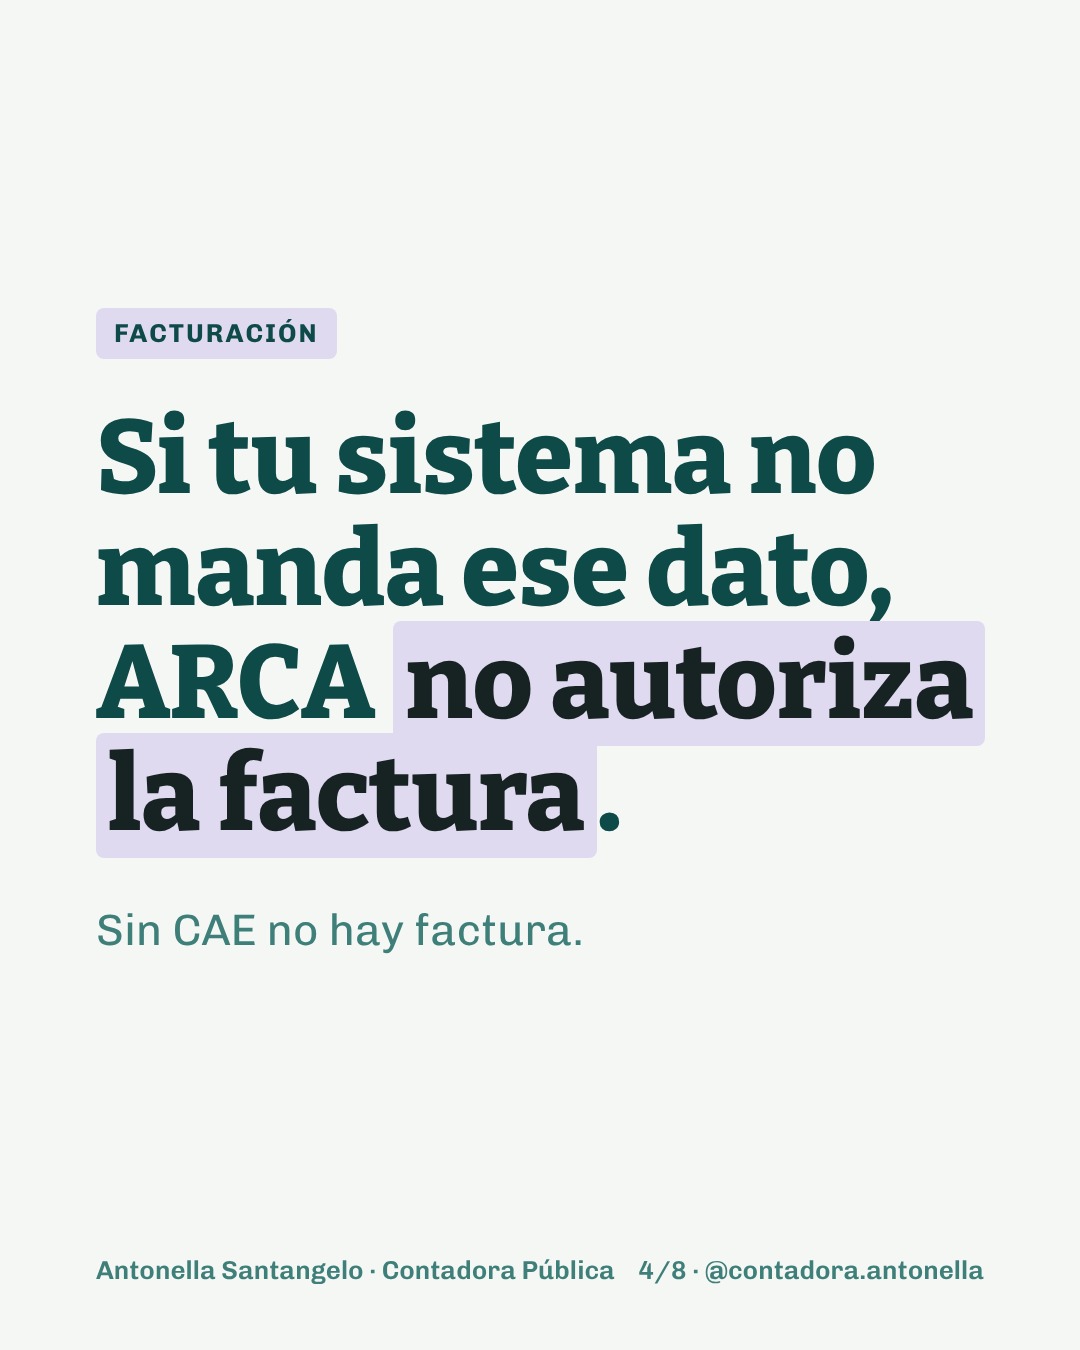 FACTURACIÓN
Si tu sistema no
manda ese dato,
ARCA no autoriza
la factura.
Sin CAE no hay factura.
Antonella Santangelo · Contadora Pública 4/8 · @contadora.antonella